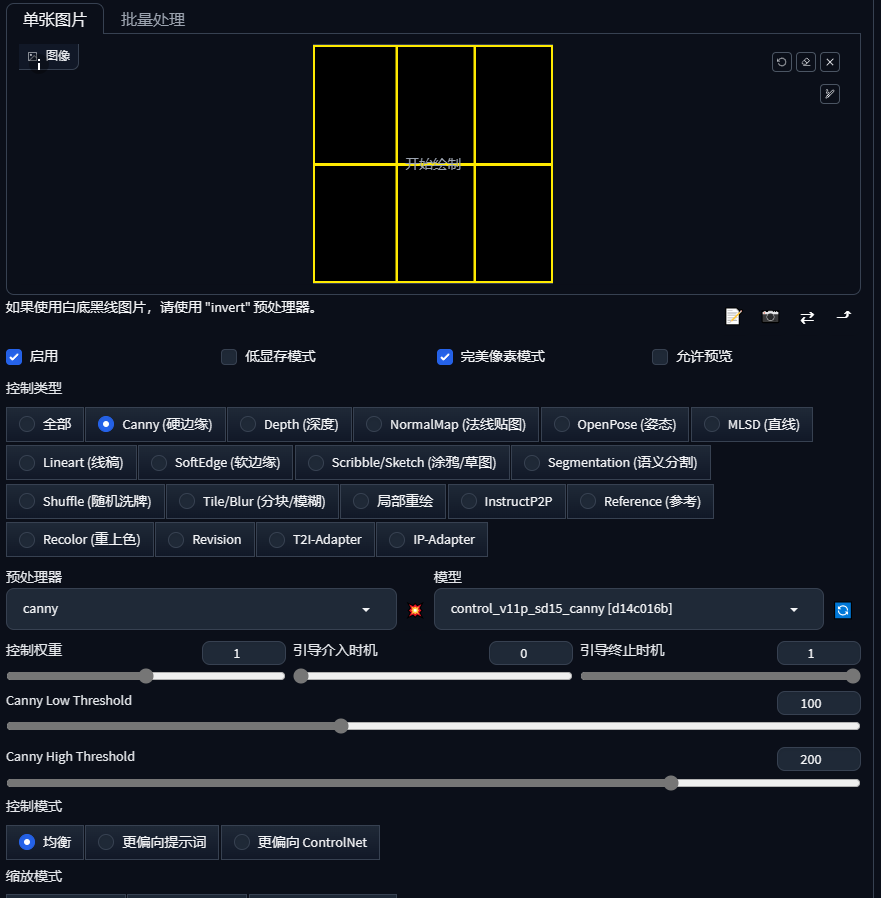 单张图片 批量处理
图像
开始绘制
如果使用白底黑线图片，请使用 "invert" 预处理器。
启用 低显存模式 完美像素模式 允许预览
控制类型
全部 Canny (硬边缘) Depth (深度) NormalMap (法线贴图) OpenPose (姿态) MLSD (直线)
Lineart (线稿) SoftEdge (软边缘) Scribble/Sketch (涂鸦/草图) Segmentation (语义分割)
Shuffle (随机洗牌) Tile/Blur (分块/模糊) 局部重绘 InstructP2P Reference (参考)
Recolor (重上色) Revision T2I-Adapter IP-Adapter
预处理器 模型
canny control_v11p_sd15_canny [d14c016b]
控制权重 1 引导介入时机 0 引导终止时机 1
Canny Low Threshold 100
Canny High Threshold 200
控制模式
均衡 更偏向提示词 更偏向 ControlNet
缩放模式